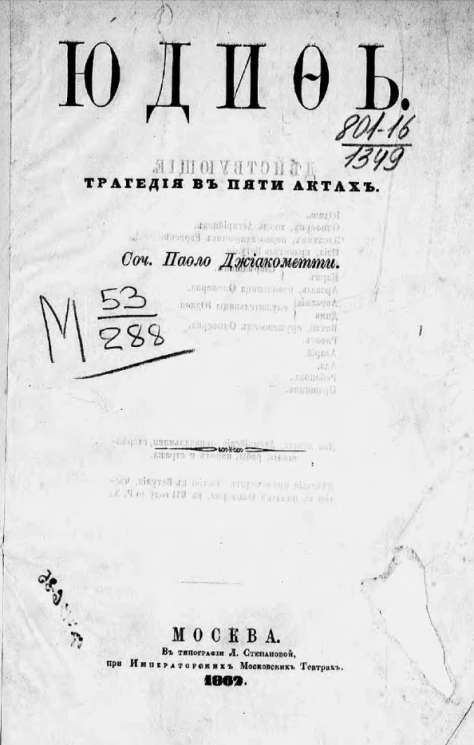 ЮДИѲЬ.
801-16
1349
ТРАГЕДІЯ ВЪ ПЯТИ АКТАХЪ.
Соч. Паоло Джіакометти.
М 53
288
МОСКВА.
Въ типографіи Л. Степановой,
при Императорскихъ Московскихъ Театрахъ.
1862.